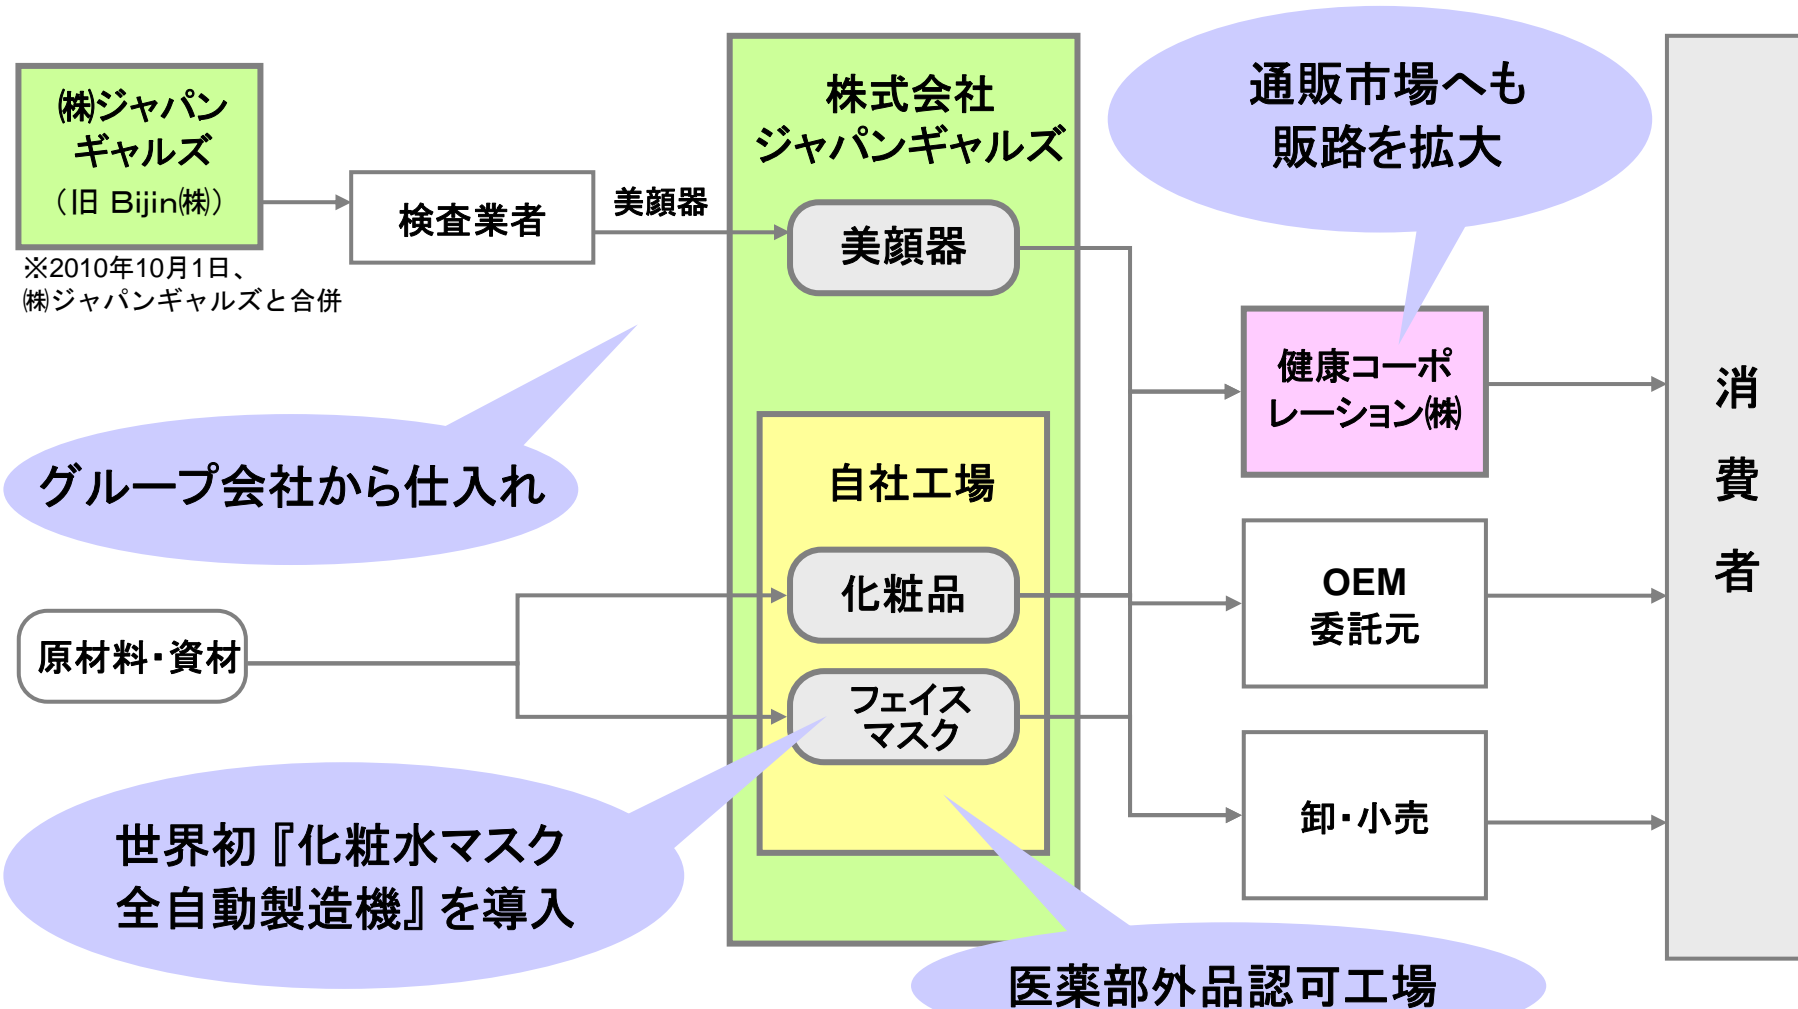 ㈱ジャパン
ギャルズ
（旧 Bijin㈱）
※2010年10月1日、
㈱ジャパンギャルズと合併
検査業者
美顔器
株式会社
ジャパンギャルズ
美顔器
通販市場へも
販路を拡大
健康コーポ
レーション㈱
消費者
グループ会社から仕入れ
自社工場
化粧品
フェイス
マスク
原材料・資材
OEM
委託元
卸・小売
世界初『化粧水マスク
全自動製造機』を導入
医薬部外品認可工場